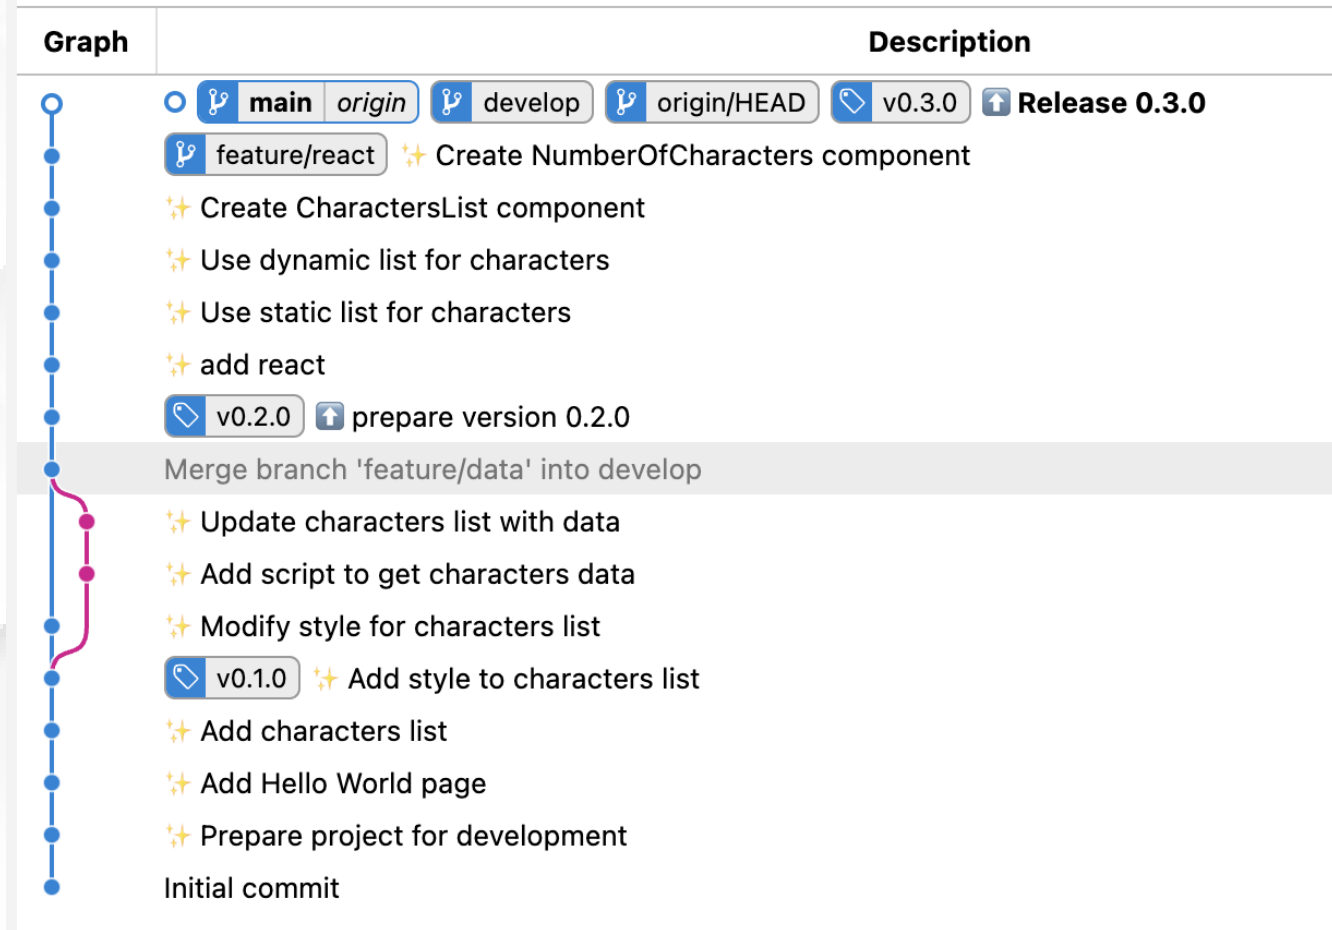 Graph Description
main origin develop origin/HEAD v0.3.0 ⬆️ Release 0.3.0
feature/react ✨ Create NumberOfCharacters component
✨ Create CharactersList component
✨ Use dynamic list for characters
✨ Use static list for characters
✨ add react
v0.2.0 ⬆️ prepare version 0.2.0
Merge branch 'feature/data' into develop
✨ Update characters list with data
✨ Add script to get characters data
✨ Modify style for characters list
v0.1.0 ✨ Add style to characters list
✨ Add characters list
✨ Add Hello World page
✨ Prepare project for development
Initial commit